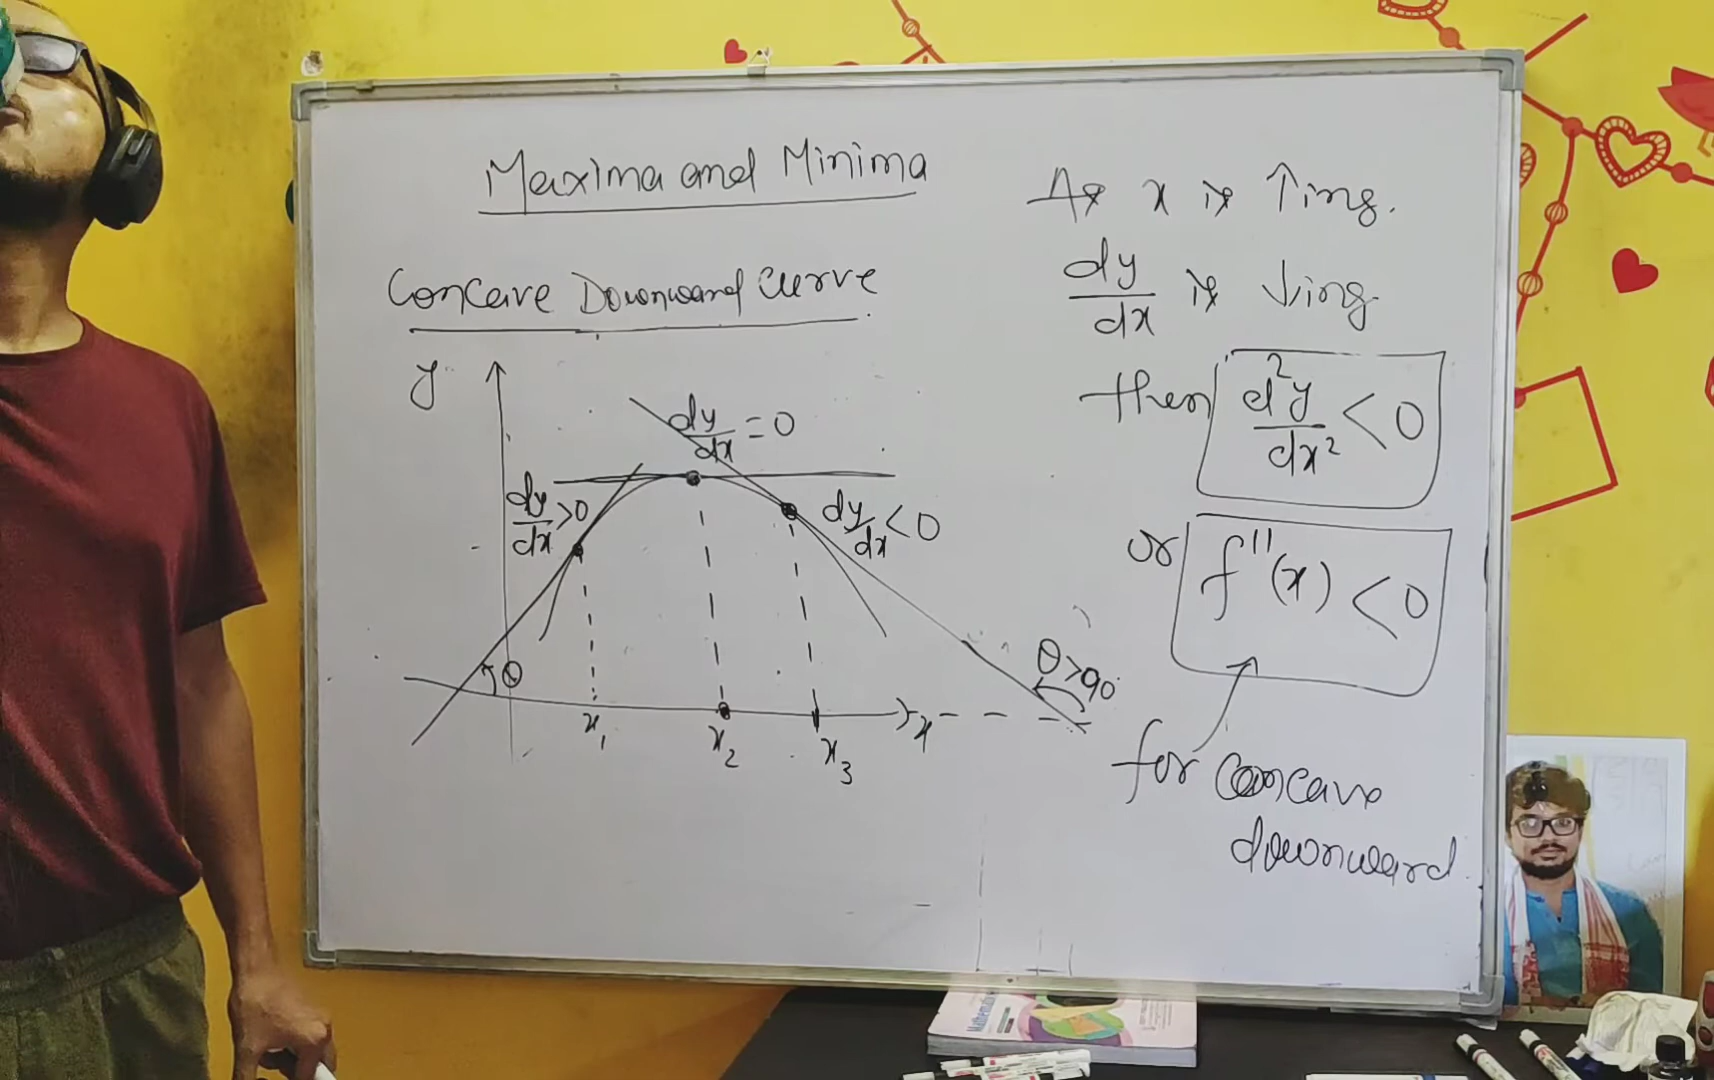 Maxima and Minima
Concave Downward Curve
y
dy/dx = 0
dy/dx > 0
dy/dx < 0
θ
θ > 90
x₁
x₂
x₃
x
As x is ↑ing.
dy/dx is ↓ing.
then d²y/dx² < 0
or f''(x) < 0
for concave
downward.
Mathematics